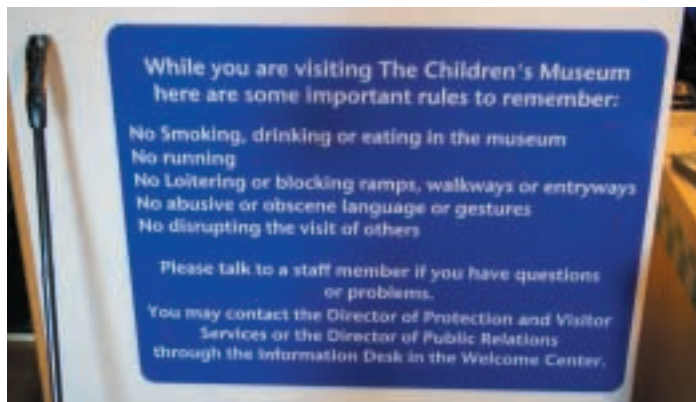 While you are visiting The Children's Museum
here are some important rules to remember:
No Smoking, drinking or eating in the museum
No running
No Loitering or blocking ramps, walkways or entryways
No abusive or obscene language or gestures
No disrupting the visit of others
Please talk to a staff member if you have questions
or problems.
You may contact the Director of Protection and Visitor
Services or the Director of Public Relations
through the Information Desk in the Welcome Center.